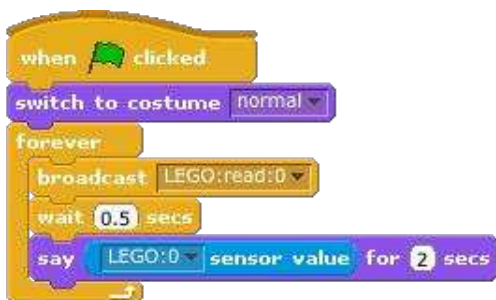 when clicked
switch to costume normal
forever
broadcast LEGO:read:0
wait 0.5 secs
say LEGO:0 sensor value for 2 secs